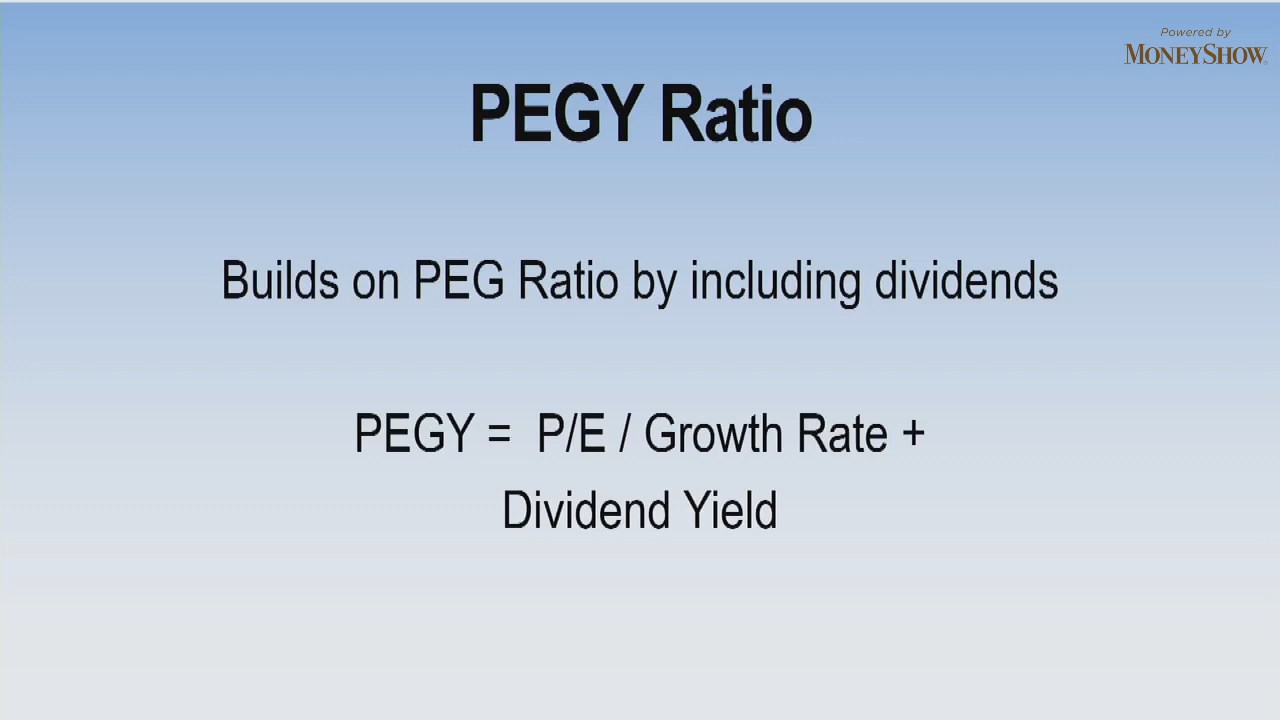 Powered by
MONEYSHOW
PEGY Ratio
Builds on PEG Ratio by including dividends
PEGY = P/E / Growth Rate +
Dividend Yield